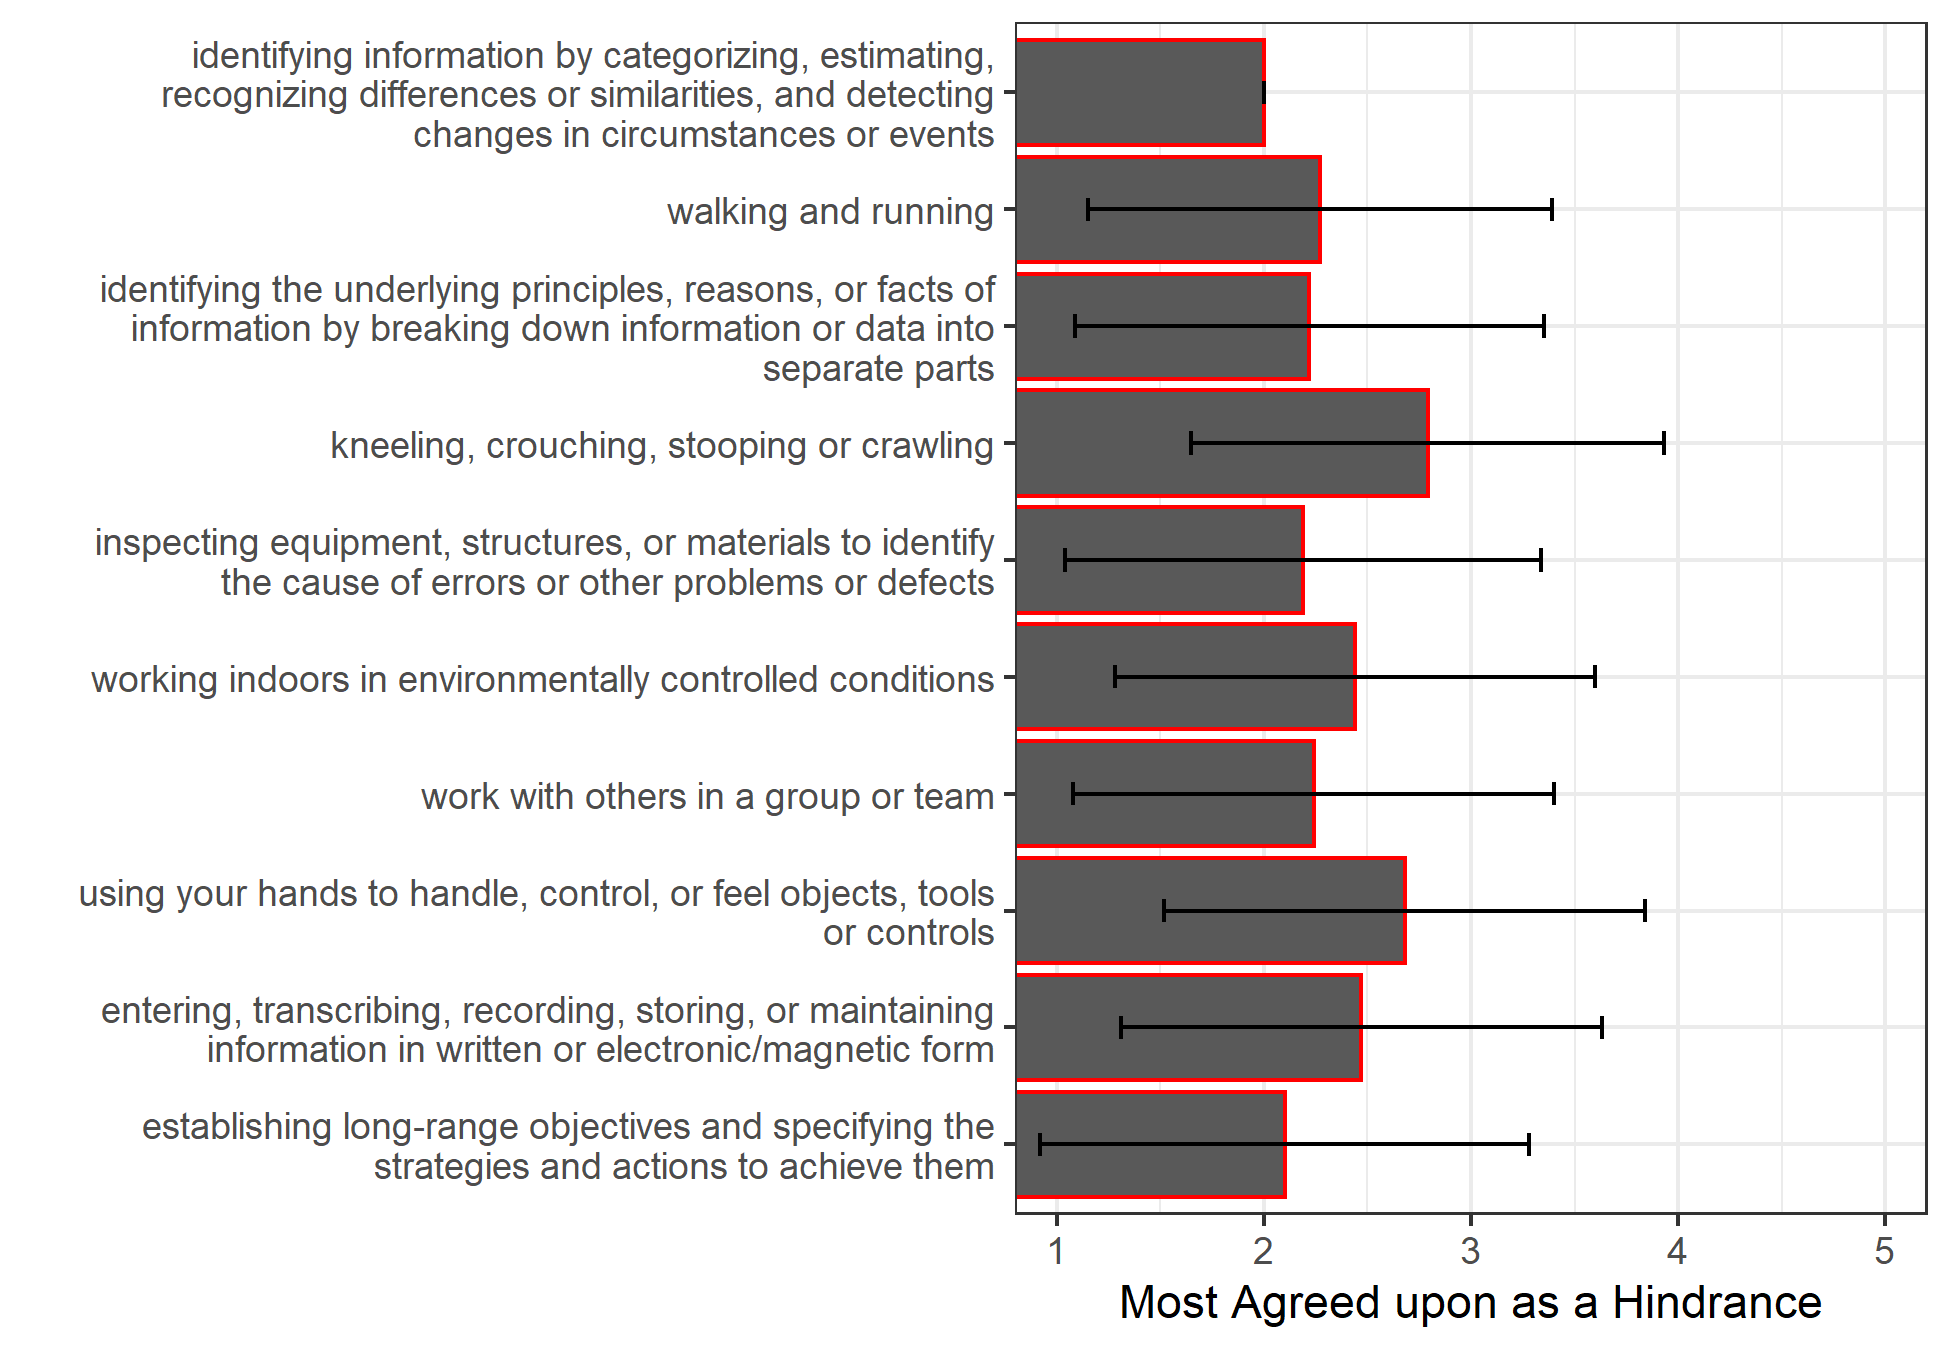 identifying information by categorizing, estimating,
recognizing differences or similarities, and detecting
changes in circumstances or events
walking and running
identifying the underlying principles, reasons, or facts of
information by breaking down information or data into
separate parts
kneeling, crouching, stooping or crawling
inspecting equipment, structures, or materials to identify
the cause of errors or other problems or defects
working indoors in environmentally controlled conditions
work with others in a group or team
using your hands to handle, control, or feel objects, tools
or controls
entering, transcribing, recording, storing, or maintaining
information in written or electronic/magnetic form
establishing long-range objectives and specifying the
strategies and actions to achieve them
1 2 3 4 5
Most Agreed upon as a Hindrance